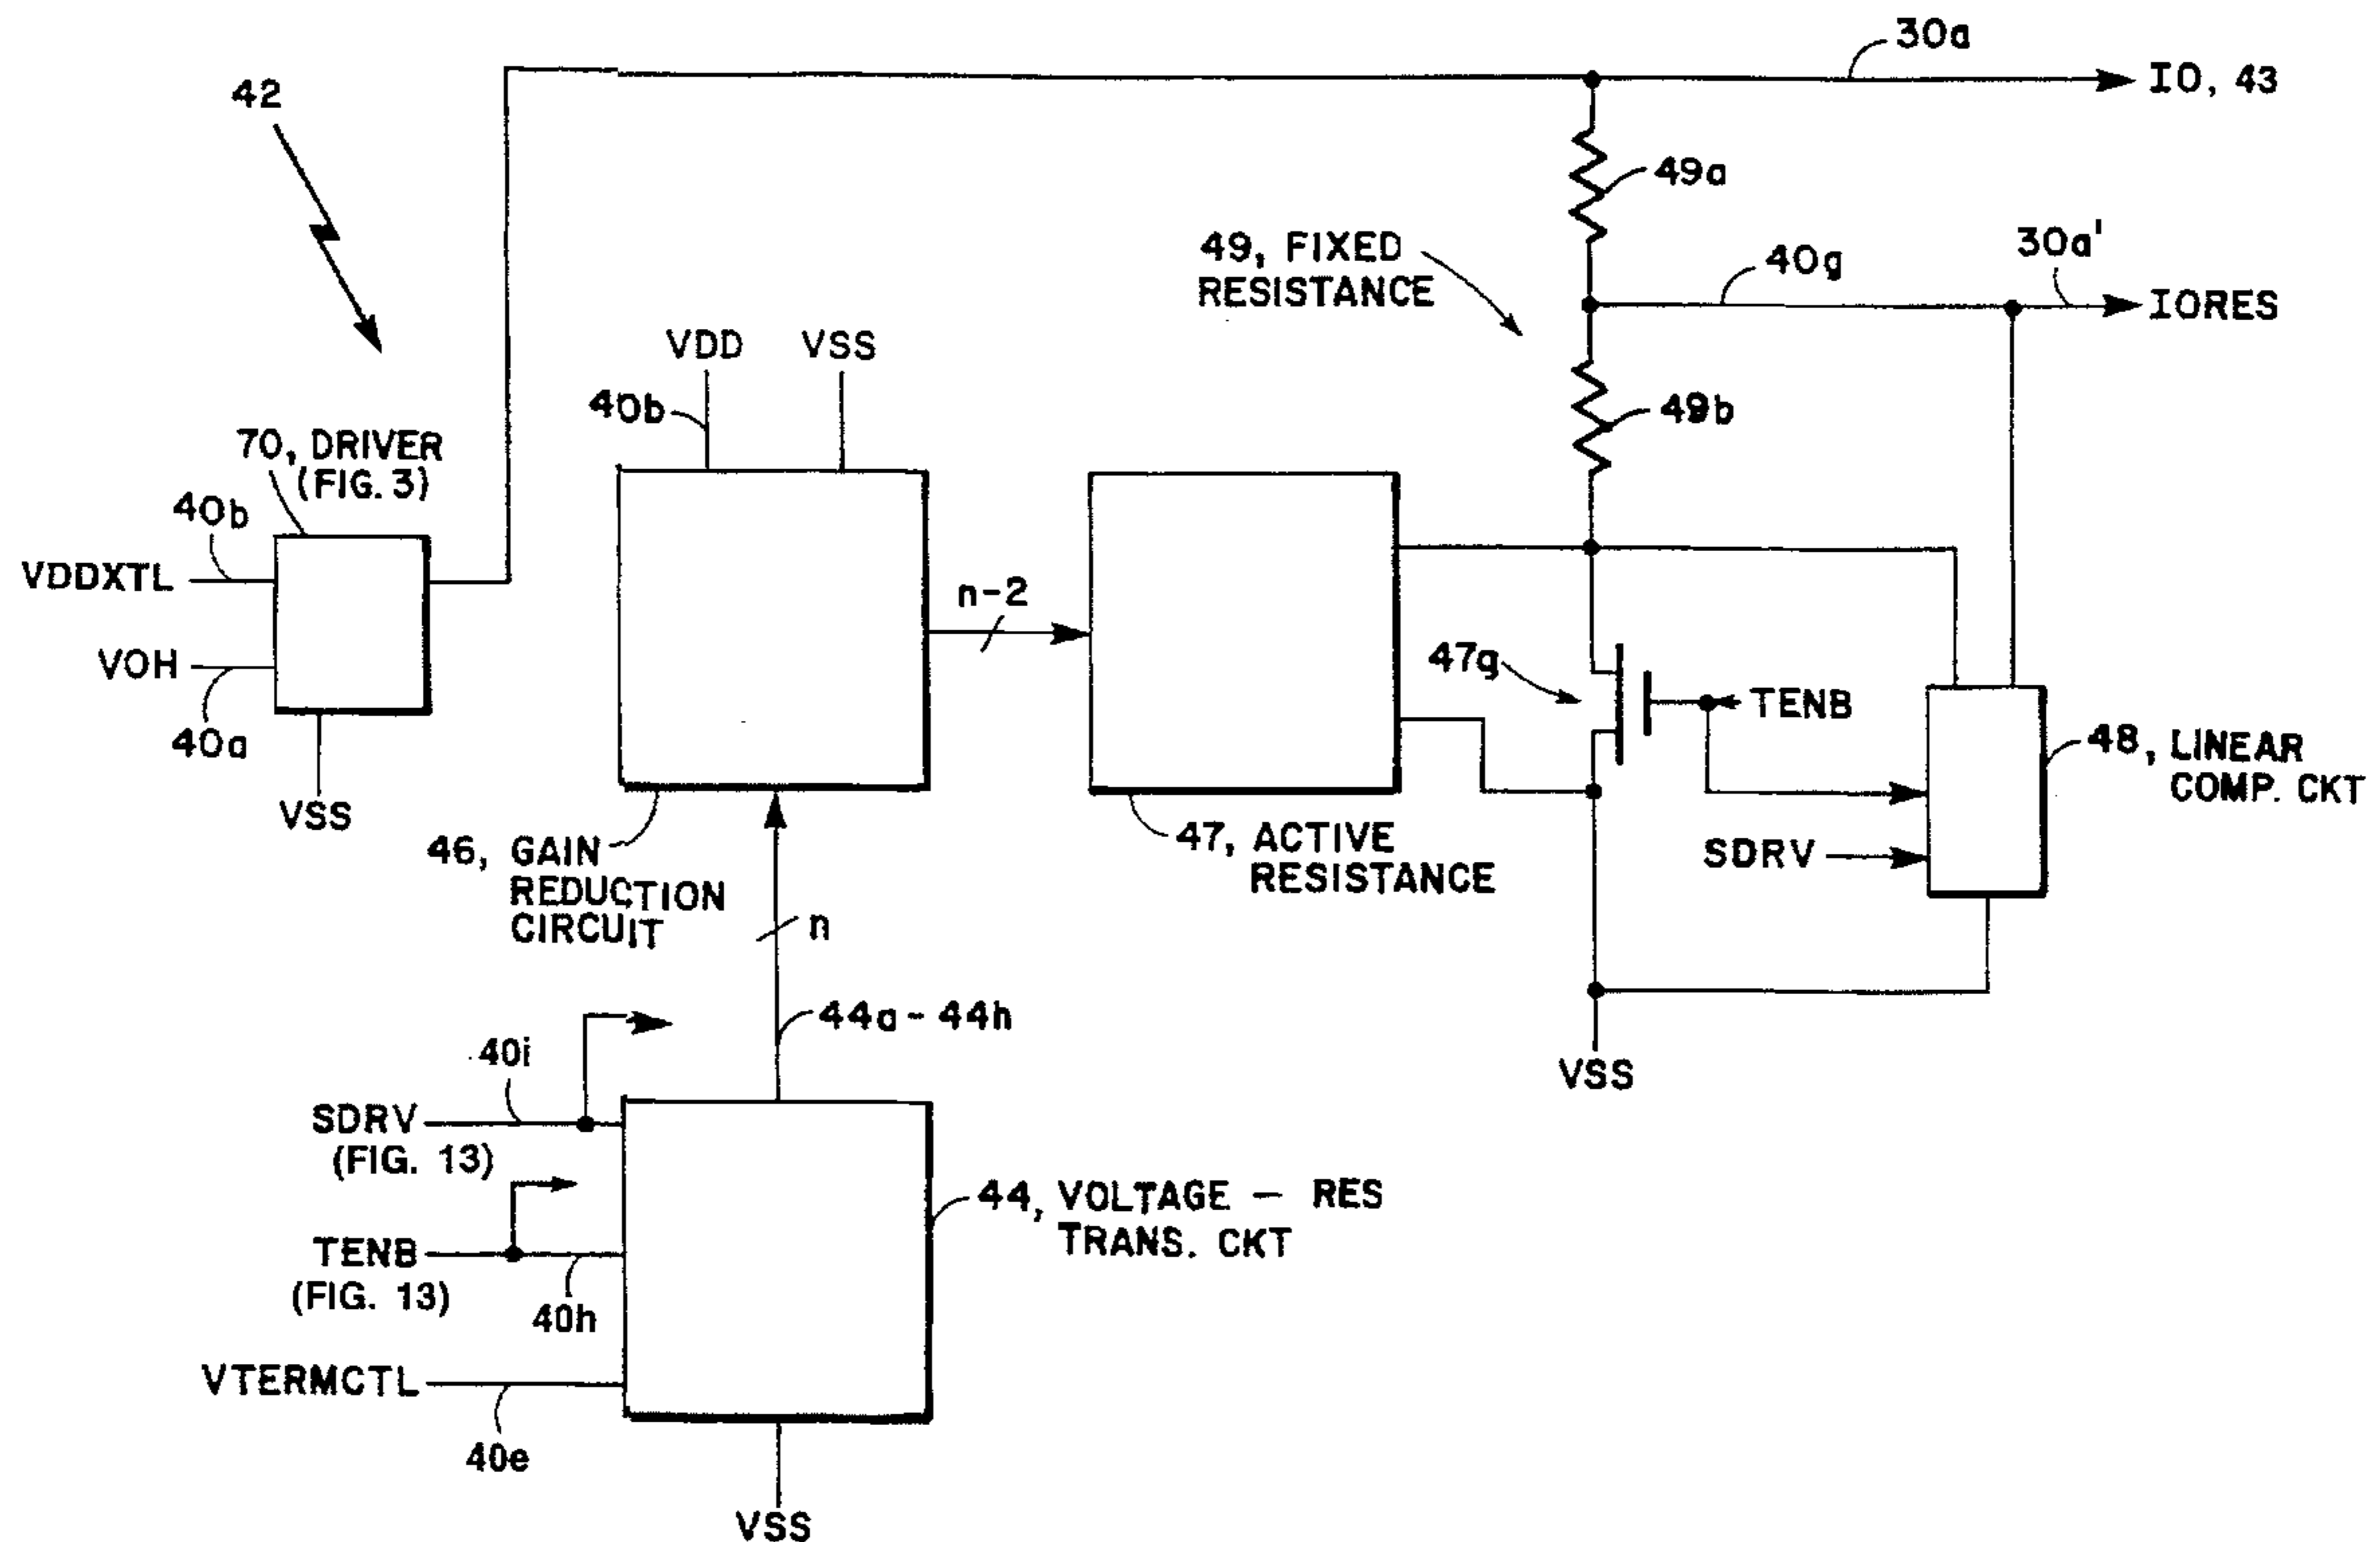 30a
IO, 43
42
49a
49, FIXED
RESISTANCE
40g
30a'
IORES
VDD
VSS
40b
49b
70, DRIVER
(FIG. 3)
40b
VDDXTL
n-2
47g
TENB
VOH
40a
48, LINEAR
COMP. CKT
VSS
46, GAIN
REDUCTION
CIRCUIT
47, ACTIVE
RESISTANCE
SDRV
n
44a - 44h
40i
SDRV
(FIG. 13)
VSS
TENB
(FIG. 13)
40h
44, VOLTAGE — RES
TRANS. CKT
VTERMCTL
40e
VSS